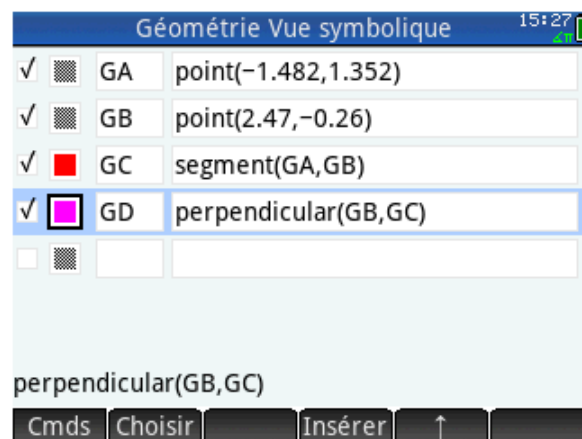 Géométrie Vue symbolique 15:27
∡π
√ GA point(−1.482,1.352)
√ GB point(2.47,−0.26)
√ GC segment(GA,GB)
√ GD perpendicular(GB,GC)
perpendicular(GB,GC)
Cmds Choisir Insérer ↑